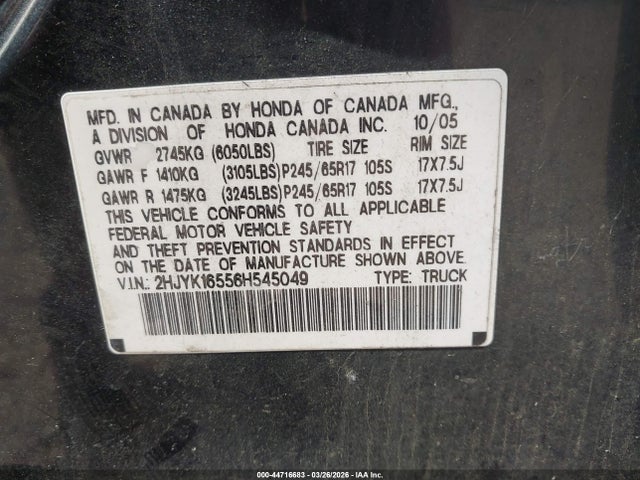 MFD. IN CANADA BY HONDA OF CANADA MFG.,
A DIVISION OF HONDA CANADA INC. 10/05
GVWR 2745KG (6050LBS) TIRE SIZE RIM SIZE
GAWR F 1410KG (3105LBS) P245/65R17 105S 17X7.5J
GAWR R 1475KG (3245LBS) P245/65R17 105S 17X7.5J
THIS VEHICLE CONFORMS TO ALL APPLICABLE
FEDERAL MOTOR VEHICLE SAFETY
AND THEFT PREVENTION STANDARDS IN EFFECT
ON THE DATE OF MANUFACTURE SHOWN ABOVE.
V.I.N.: 2HJYK16556H545049 TYPE: TRUCK
000-44716683 | 03/26/2026 | IAA Inc.